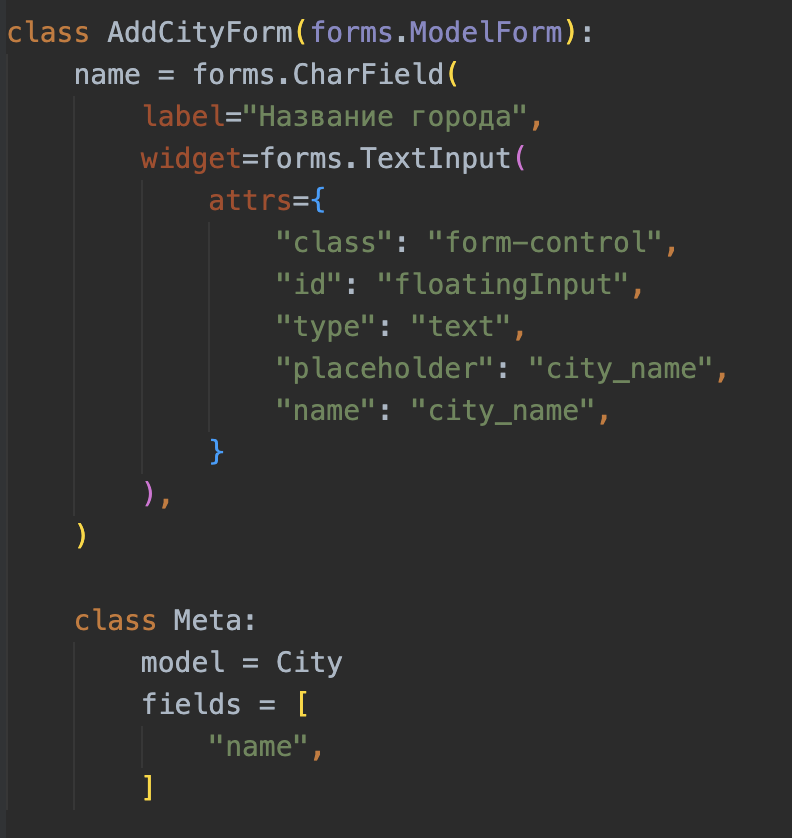 class AddCityForm(forms.ModelForm):
    name = forms.CharField(
        label="Название города",
        widget=forms.TextInput(
            attrs={
                "class": "form-control",
                "id": "floatingInput",
                "type": "text",
                "placeholder": "city_name",
                "name": "city_name",
            }
        ),
    )

    class Meta:
        model = City
        fields = [
            "name",
        ]